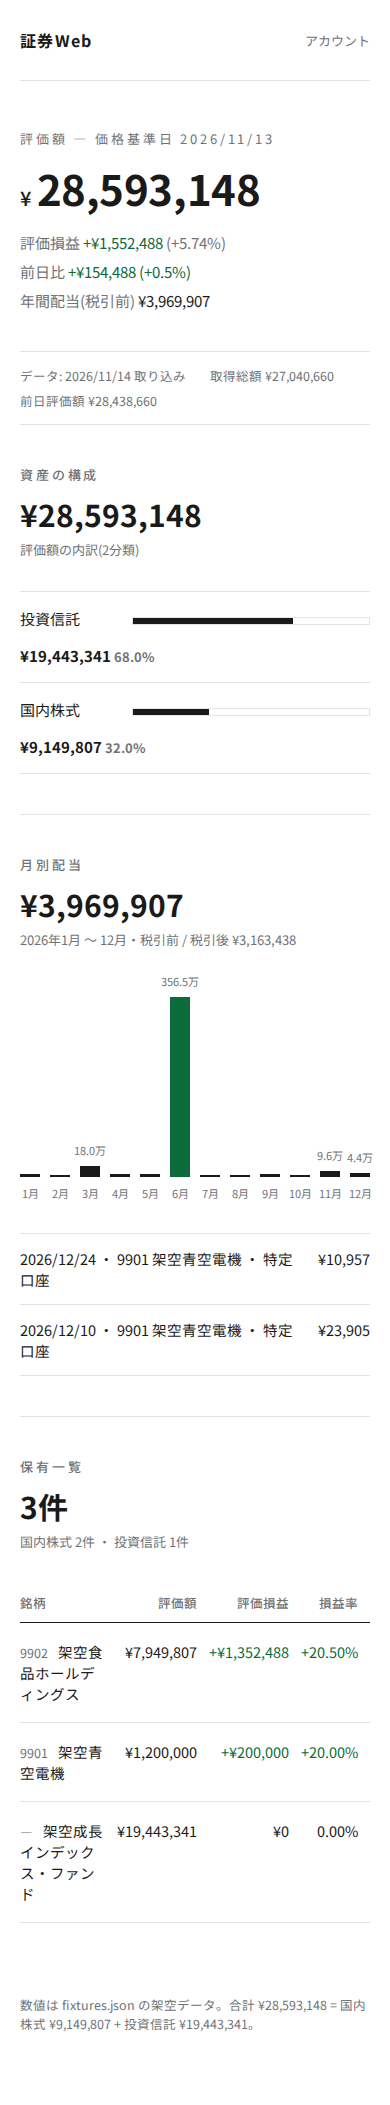 証券Web
アカウント
評価額 — 価格基準日 2026/11/13
¥ 28,593,148
評価損益 +¥1,552,488 (+5.74%)
前日比 +¥154,488 (+0.5%)
年間配当(税引前) ¥3,969,907
データ: 2026/11/14 取り込み 取得総額 ¥27,040,660
前日評価額 ¥28,438,660
資産の構成
¥28,593,148
評価額の内訳(2分類)
投資信託
¥19,443,341 68.0%
国内株式
¥9,149,807 32.0%
月別配当
¥3,969,907
2026年1月 〜 12月・税引前 / 税引後 ¥3,163,438
356.5万
18.0万
9.6万 4.4万
1月 2月 3月 4月 5月 6月 7月 8月 9月 10月 11月 12月
2026/12/24 ・ 9901 架空青空電機 ・ 特定 ¥10,957
口座
2026/12/10 ・ 9901 架空青空電機 ・ 特定 ¥23,905
口座
保有一覧
3件
国内株式 2件 ・ 投資信託 1件
銘柄 評価額 評価損益 損益率
9902 架空食 ¥7,949,807 +¥1,352,488 +20.50%
品ホールデ
ィングス
9901 架空青 ¥1,200,000 +¥200,000 +20.00%
空電機
— 架空成長 ¥19,443,341 ¥0 0.00%
インデック
ス・ファン
ド
数値は fixtures.json の架空データ。合計 ¥28,593,148 = 国内
株式 ¥9,149,807 + 投資信託 ¥19,443,341。